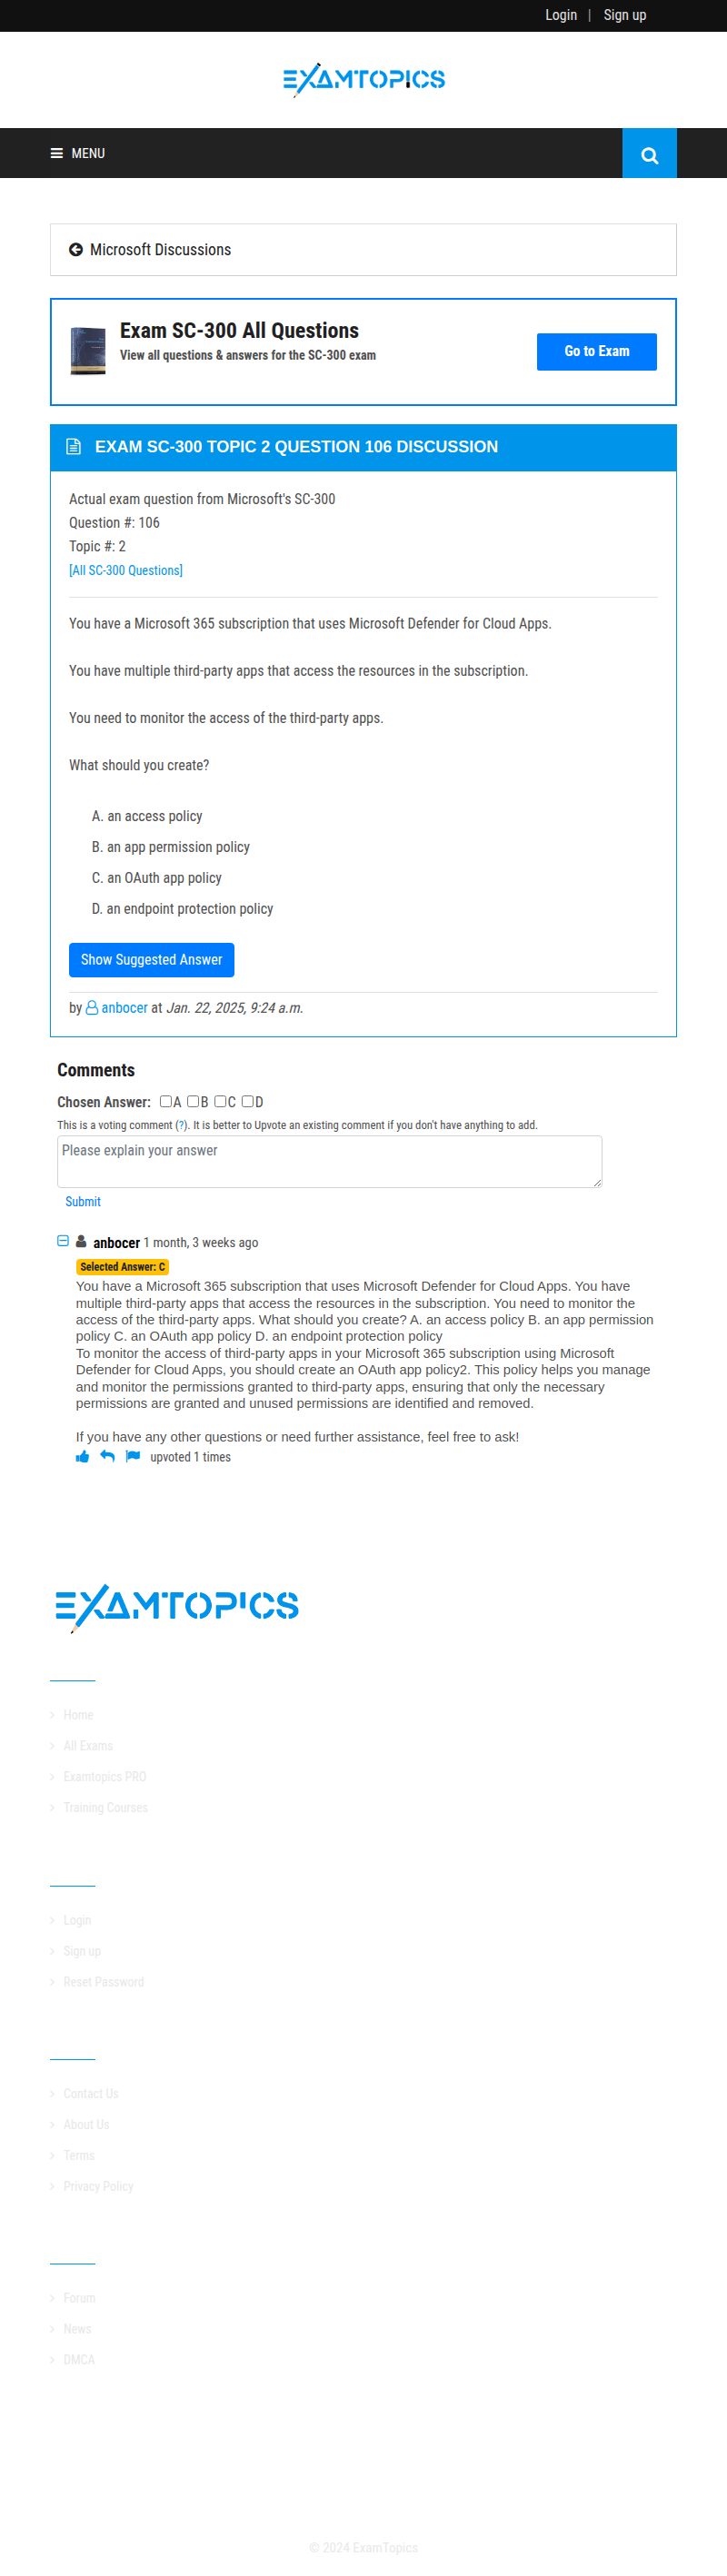 Login | Sign up
EXAMTOPICS
MENU
Microsoft Discussions
Exam SC-300 All Questions
View all questions & answers for the SC-300 exam
Go to Exam
EXAM SC-300 TOPIC 2 QUESTION 106 DISCUSSION
Actual exam question from Microsoft's SC-300
Question #: 106
Topic #: 2
[All SC-300 Questions]
You have a Microsoft 365 subscription that uses Microsoft Defender for Cloud Apps.
You have multiple third-party apps that access the resources in the subscription.
You need to monitor the access of the third-party apps.
What should you create?
A. an access policy
B. an app permission policy
C. an OAuth app policy
D. an endpoint protection policy
Show Suggested Answer
by anbocer at Jan. 22, 2025, 9:24 a.m.
Comments
Chosen Answer: A B C D
This is a voting comment (?). It is better to Upvote an existing comment if you don't have anything to add.
Please explain your answer
Submit
anbocer 1 month, 3 weeks ago
Selected Answer: C
You have a Microsoft 365 subscription that uses Microsoft Defender for Cloud Apps. You have
multiple third-party apps that access the resources in the subscription. You need to monitor the
access of the third-party apps. What should you create? A. an access policy B. an app permission
policy C. an OAuth app policy D. an endpoint protection policy
To monitor the access of third-party apps in your Microsoft 365 subscription using Microsoft
Defender for Cloud Apps, you should create an OAuth app policy2. This policy helps you manage
and monitor the permissions granted to third-party apps, ensuring that only the necessary
permissions are granted and unused permissions are identified and removed.
If you have any other questions or need further assistance, feel free to ask!
upvoted 1 times
EXAMTOPICS
Home
All Exams
Examtopics PRO
Training Courses
Login
Sign up
Reset Password
Contact Us
About Us
Terms
Privacy Policy
Forum
News
DMCA
© 2024 ExamTopics